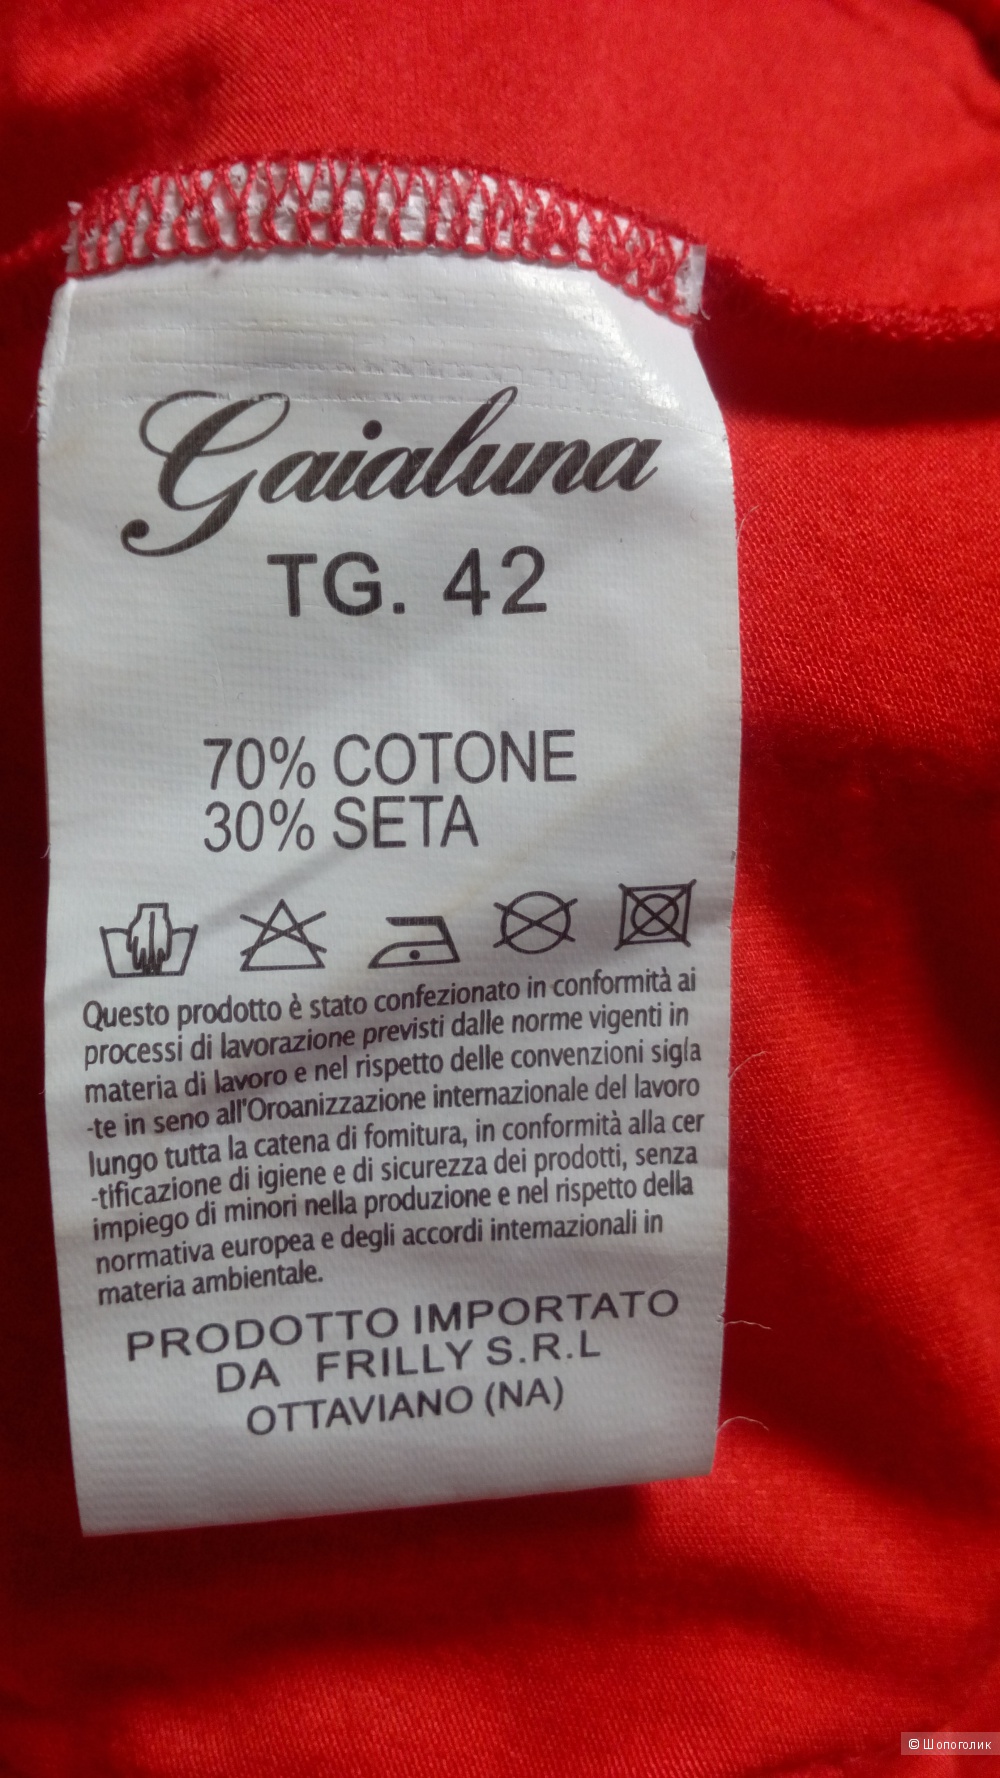 Gaialuna
TG. 42
70% COTONE
30% SETA
Questo prodotto è stato confezionato in conformità ai
processi di lavorazione previsti dalle norme vigenti in
materia di lavoro e nel rispetto delle convenzioni sigla
-te in seno all'Oroanizzazione internazionale del lavoro
lungo tutta la catena di fomitura, in conformità alla cer
-tificazione di igiene e di sicurezza dei prodotti, senza
impiego di minori nella produzione e nel rispetto della
normativa europea e degli accordi intemazionali in
materia ambientale.
PRODOTTO IMPORTATO
DA FRILLY S.R.L
OTTAVIANO (NA)
© Шопоголик